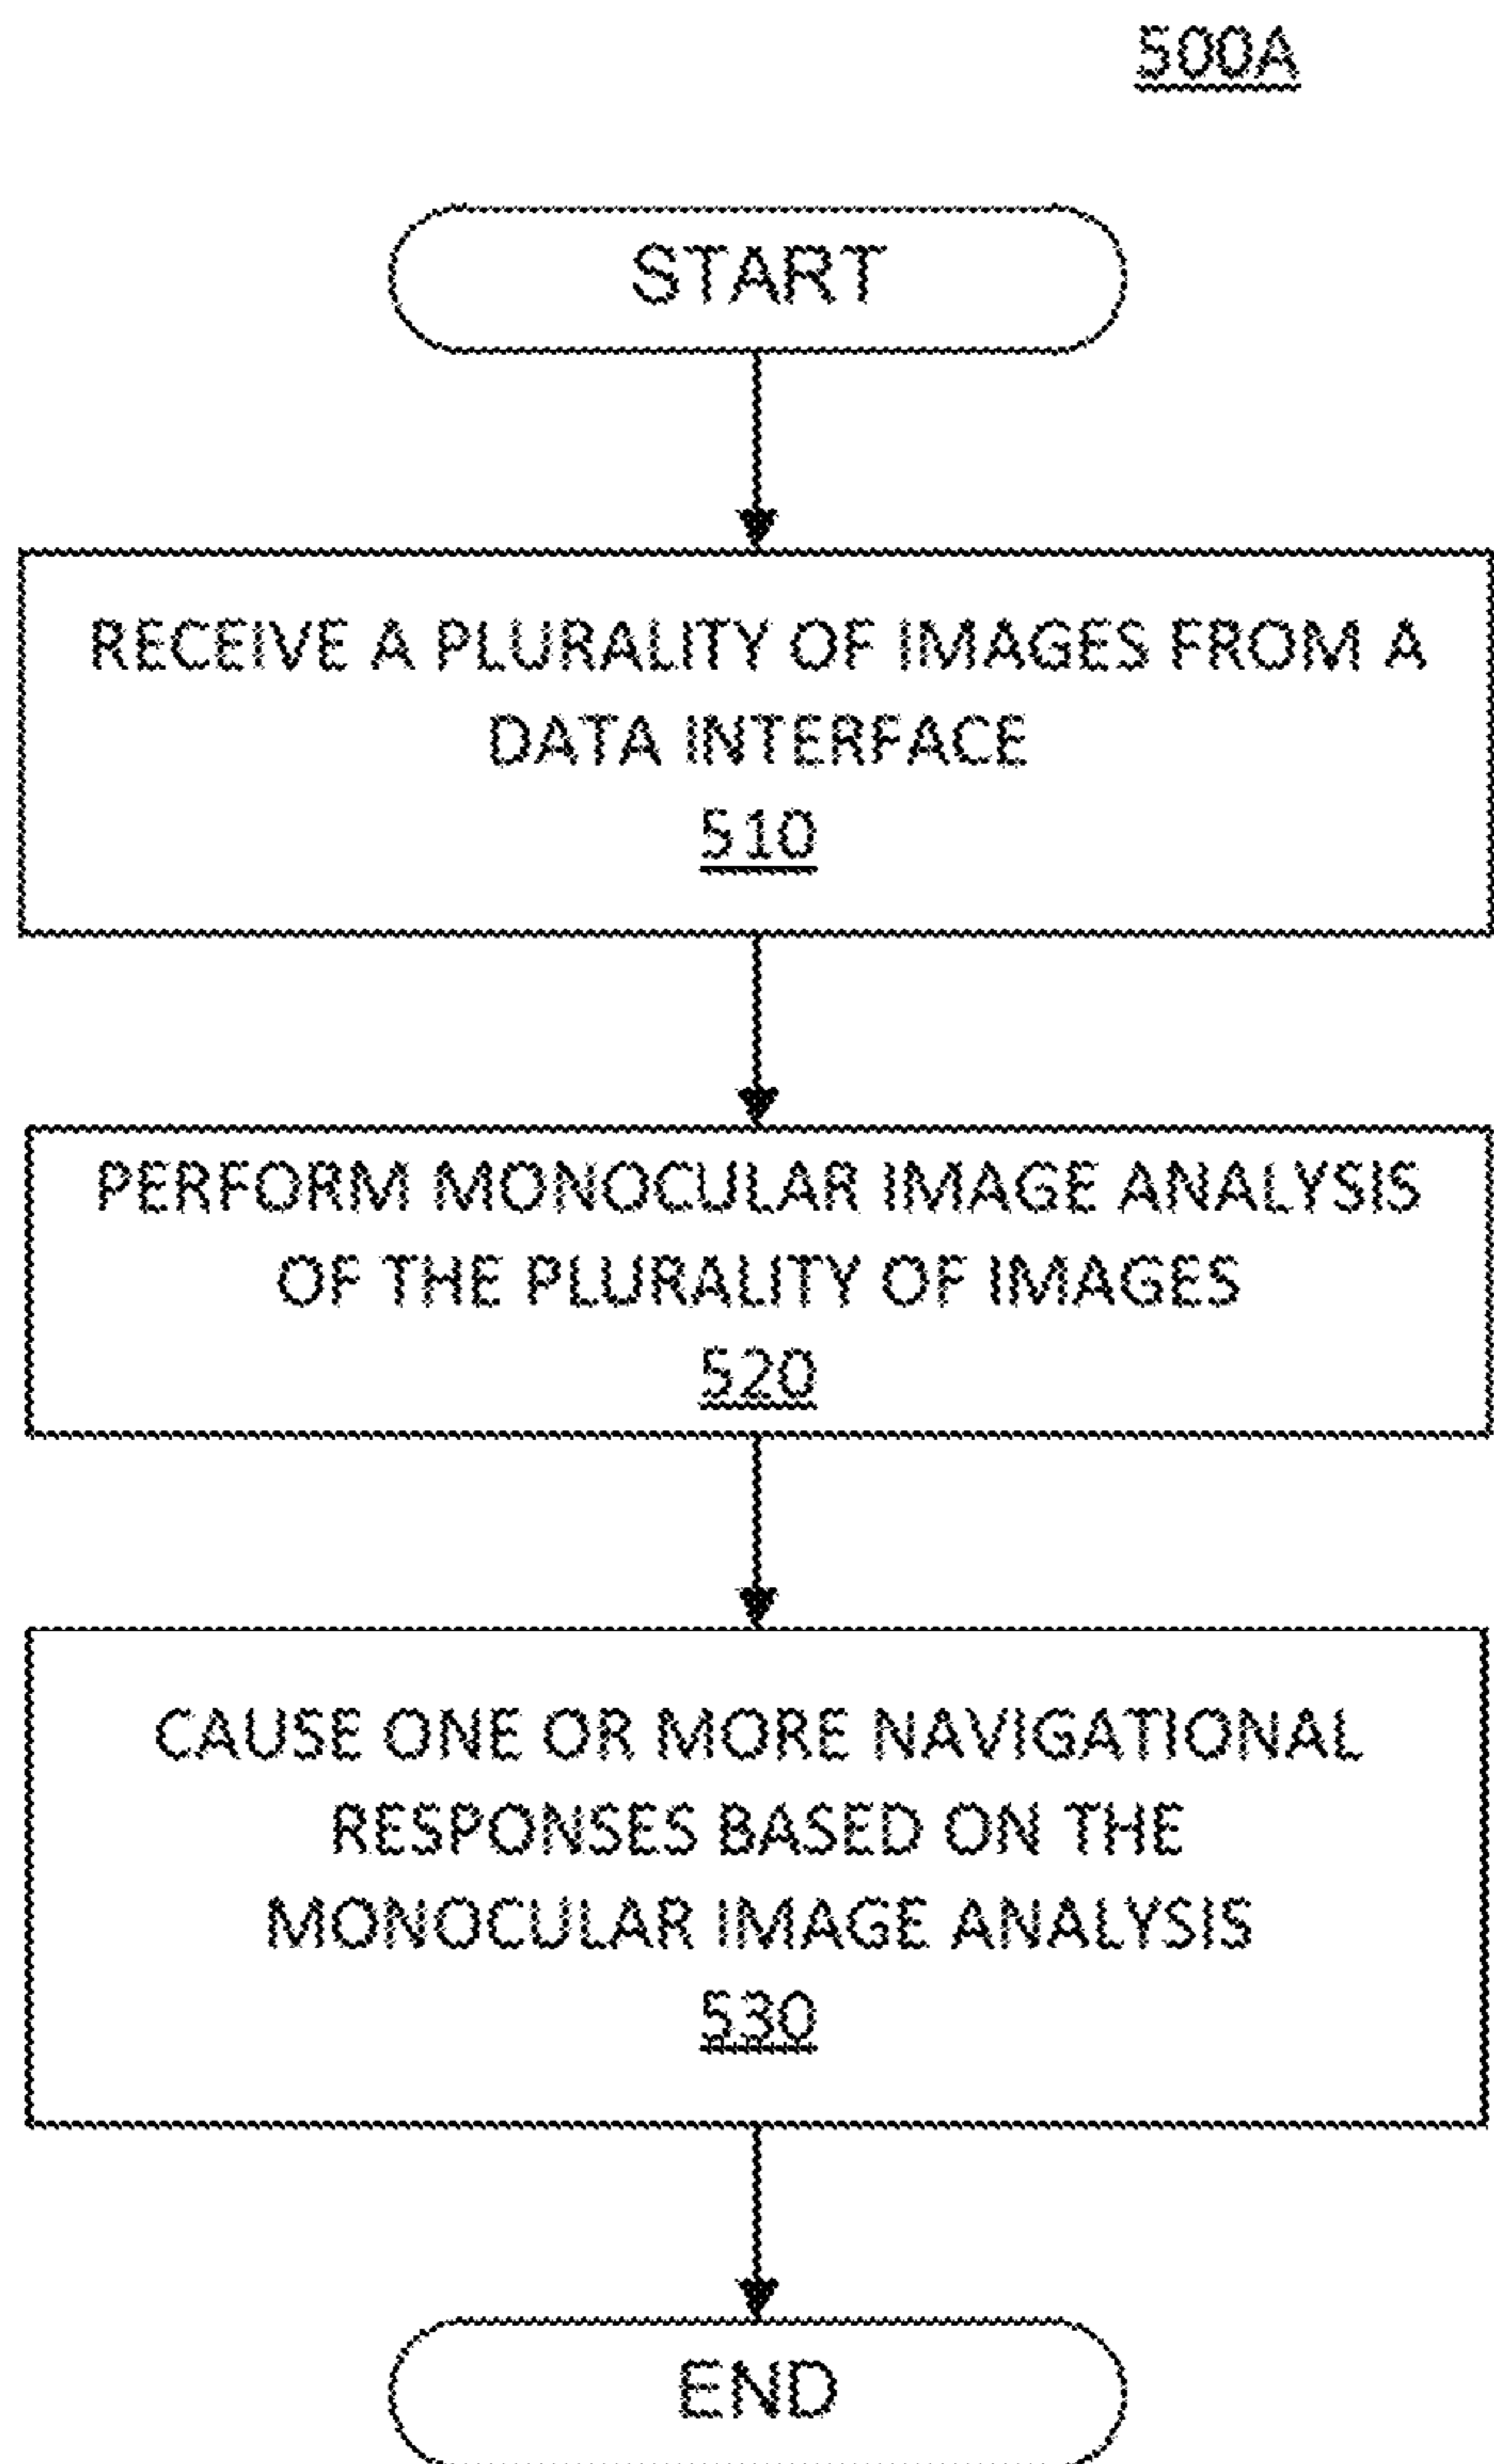 500A
START
RECEIVE A PLURALITY OF IMAGES FROM A
DATA INTERFACE
510
PERFORM MONOCULAR IMAGE ANALYSIS
OF THE PLURALITY OF IMAGES
520
CAUSE ONE OR MORE NAVIGATIONAL
RESPONSES BASED ON THE
MONOCULAR IMAGE ANALYSIS
530
END